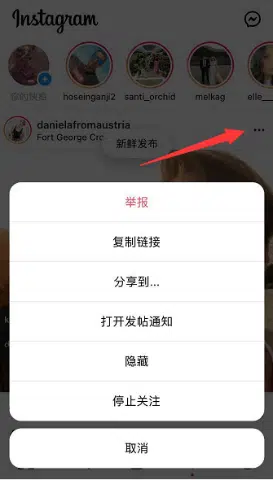 Instagram
你的快拍
hoseinganji2
santi_orchid
melkag
elle_
danielafromaustria
Fort George Cro
新鲜发布
举报
复制链接
分享到...
打开发帖通知
隐藏
停止关注
取消